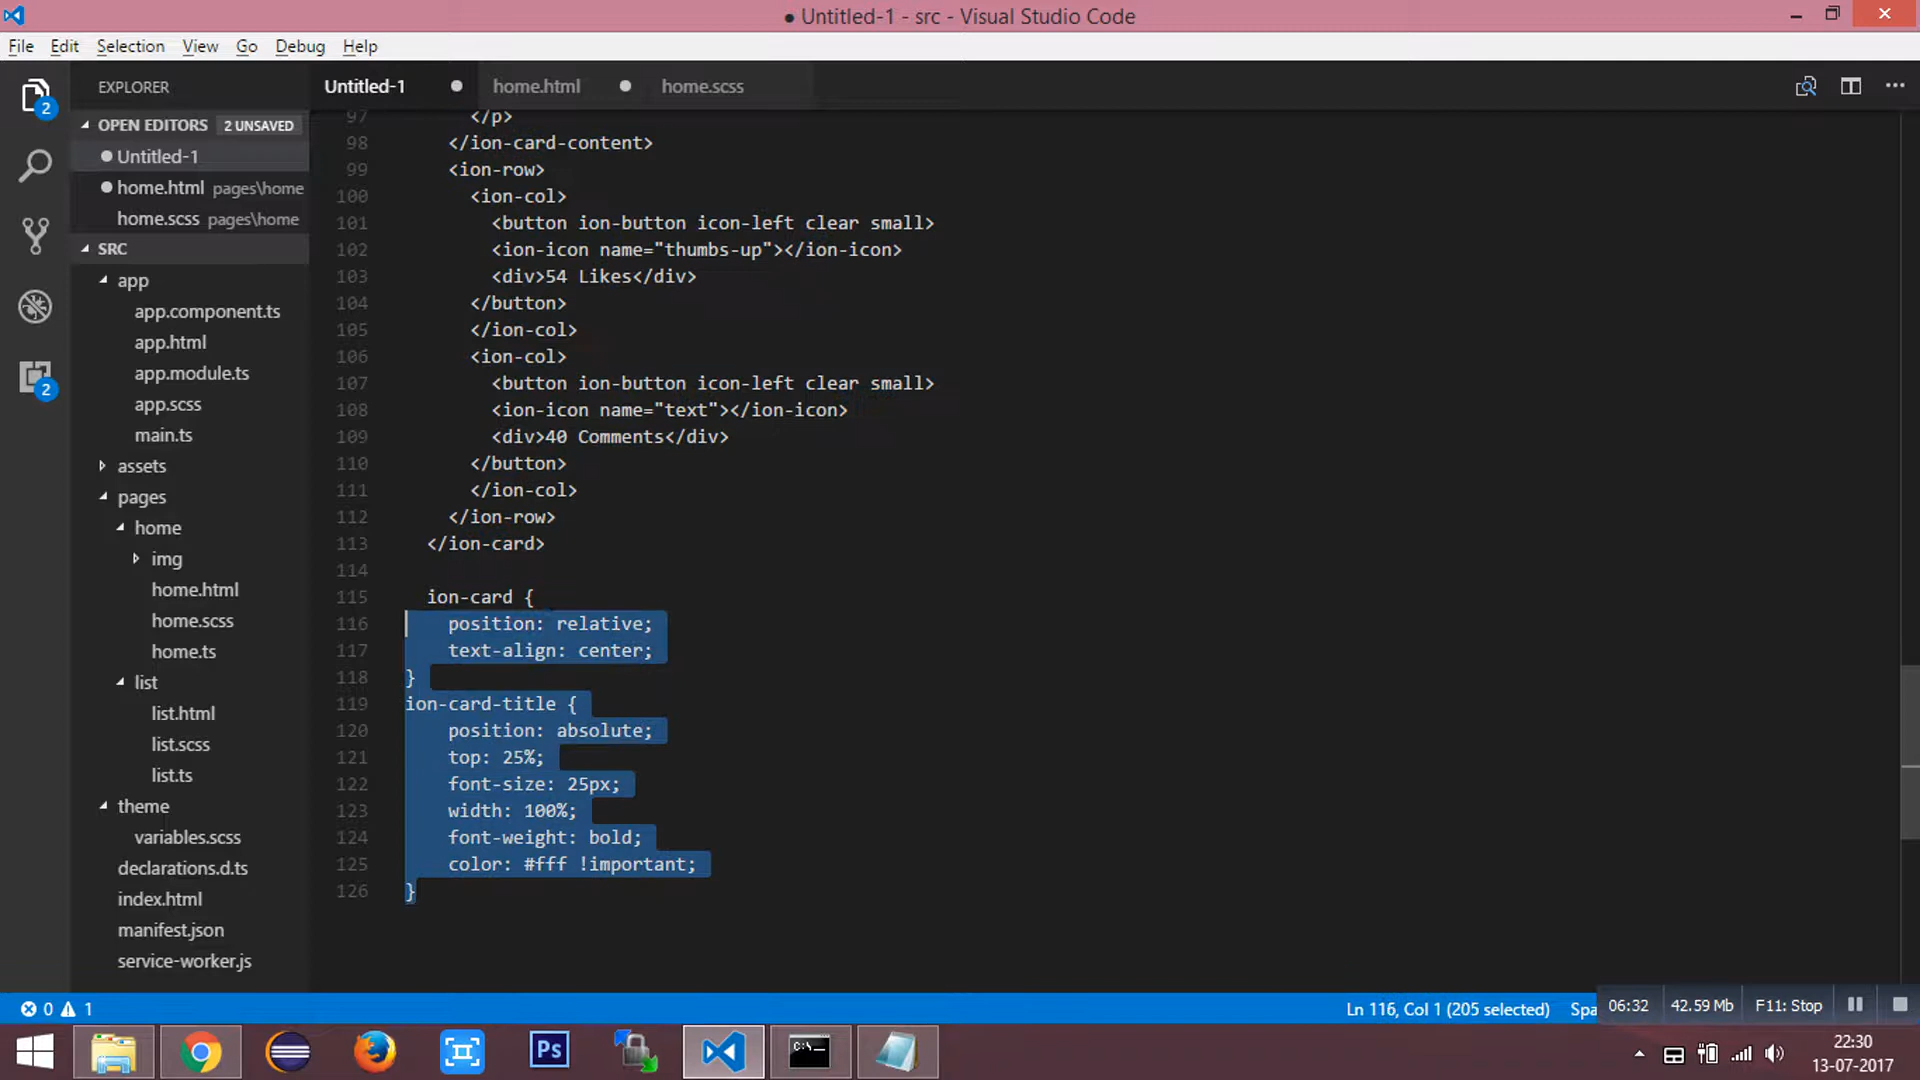 ● Untitled-1 - src - Visual Studio Code
File Edit Selection View Go Debug Help
EXPLORER
Untitled-1 ● home.html ● home.scss
2
OPEN EDITORS 2 UNSAVED
Untitled-1
home.html pages\home
home.scss pages\home
SRC
app
app.component.ts
app.html
app.module.ts
app.scss
main.ts
2
assets
pages
home
img
home.html
home.scss
home.ts
list
list.html
list.scss
list.ts
theme
variables.scss
declarations.d.ts
index.html
manifest.json
service-worker.js
97 </p>
98 </ion-card-content>
99 <ion-row>
100 <ion-col>
101 <button ion-button icon-left clear small>
102 <ion-icon name="thumbs-up"></ion-icon>
103 <div>54 Likes</div>
104 </button>
105 </ion-col>
106 <ion-col>
107 <button ion-button icon-left clear small>
108 <ion-icon name="text"></ion-icon>
109 <div>40 Comments</div>
110 </button>
111 </ion-col>
112 </ion-row>
113 </ion-card>
114
115 ion-card {
116 position: relative;
117 text-align: center;
118 }
119 ion-card-title {
120 position: absolute;
121 top: 25%;
122 font-size: 25px;
123 width: 100%;
124 font-weight: bold;
125 color: #fff !important;
126 }
0 1 Ln 116, Col 1 (205 selected) Spa 06:32 42.59 Mb F11: Stop
Ps
C:\
22:30
13-07-2017